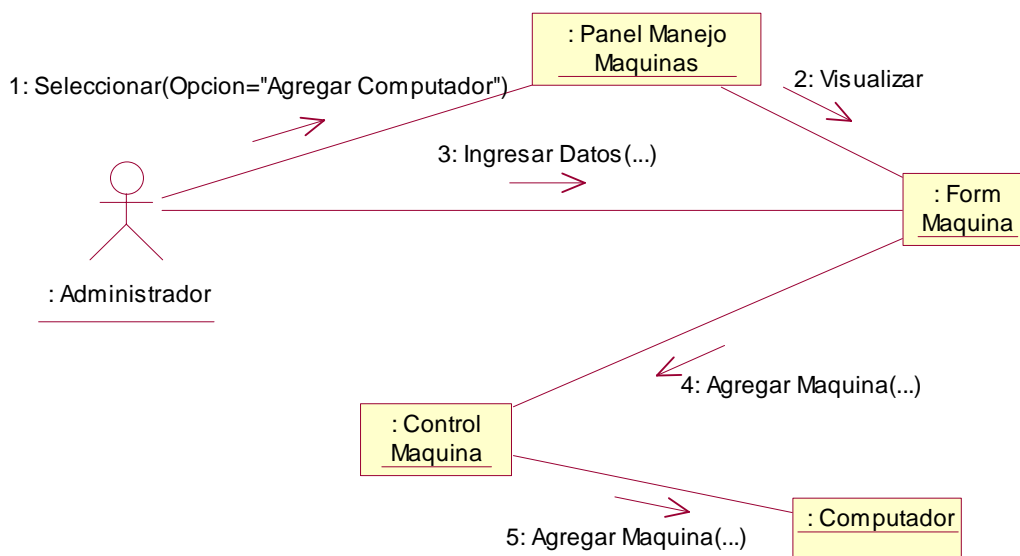 : Panel Manejo
Maquinas
1: Seleccionar(Opcion="Agregar Computador")
2: Visualizar
3: Ingresar Datos(...)
: Form
Maquina
: Administrador
4: Agregar Maquina(...)
: Control
Maquina
: Computador
5: Agregar Maquina(...)